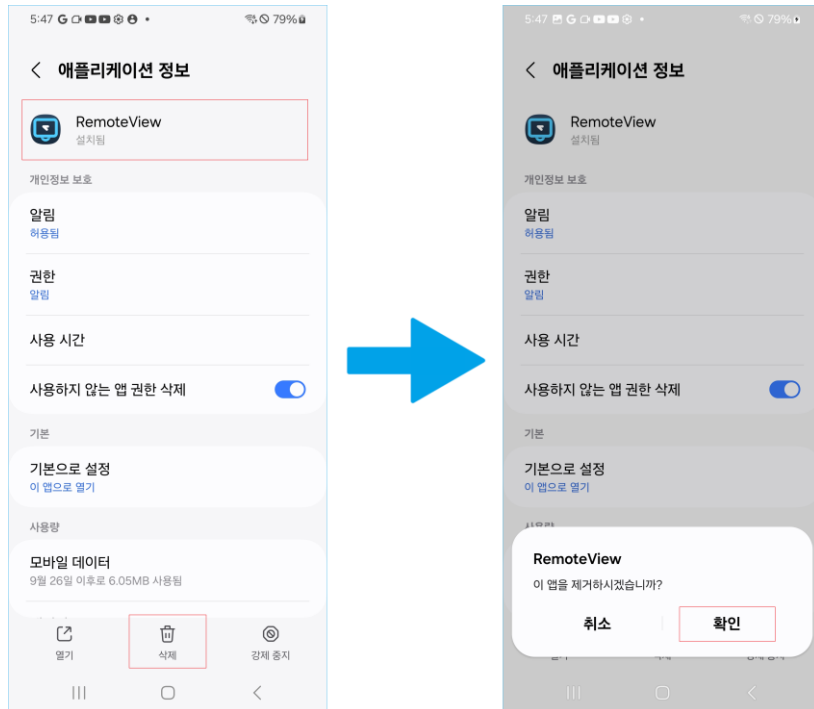 5:47 79%
애플리케이션 정보
RemoteView
설치됨
개인정보 보호
알림
허용됨
권한
알림
사용 시간
사용하지 않는 앱 권한 삭제
기본
기본으로 설정
이 앱으로 열기
사용량
모바일 데이터
9월 26일 이후로 6.05MB 사용됨
열기 삭제 강제 중지
5:47 79%
애플리케이션 정보
RemoteView
설치됨
개인정보 보호
알림
허용됨
권한
알림
사용 시간
사용하지 않는 앱 권한 삭제
기본
기본으로 설정
이 앱으로 열기
RemoteView
이 앱을 제거하시겠습니까?
취소 확인